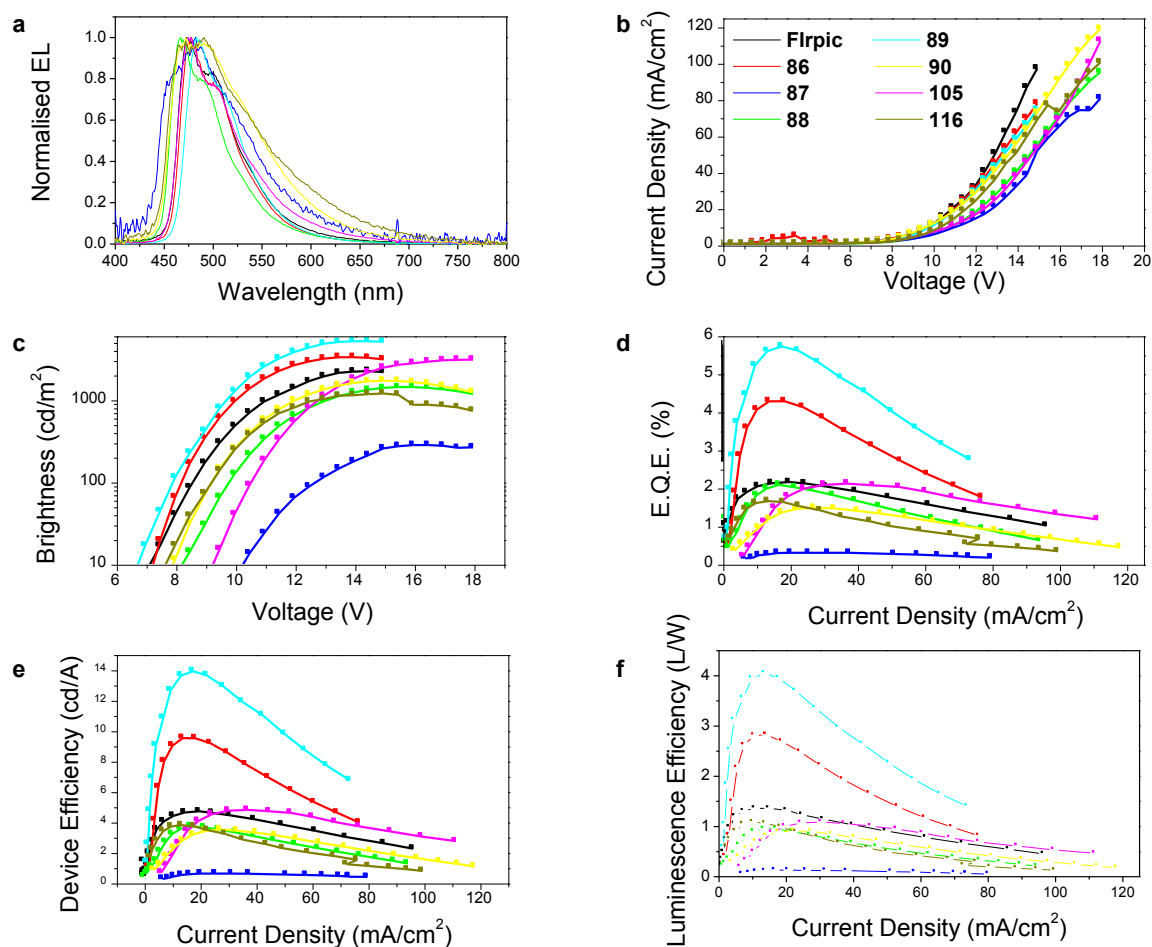 a
Normalised EL
1.0
0.8
0.6
0.4
0.2
0.0
400 450 500 550 600 650 700 750 800
Wavelength (nm)
b
Current Density (mA/cm²)
120
100
80
60
40
20
0
FIrpic
86
87
88
89
90
105
116
0 2 4 6 8 10 12 14 16 18 20
Voltage (V)
c
Brightness (cd/m²)
1000
100
10
6 8 10 12 14 16 18
Voltage (V)
d
E.Q.E. (%)
6
5
4
3
2
1
0
0 20 40 60 80 100 120
Current Density (mA/cm²)
e
Device Efficiency (cd/A)
14
12
10
8
6
4
2
0
0 20 40 60 80 100 120
Current Density (mA/cm²)
f
Luminescence Efficiency (L/W)
4
3
2
1
0
0 20 40 60 80 100 120
Current Density (mA/cm²)